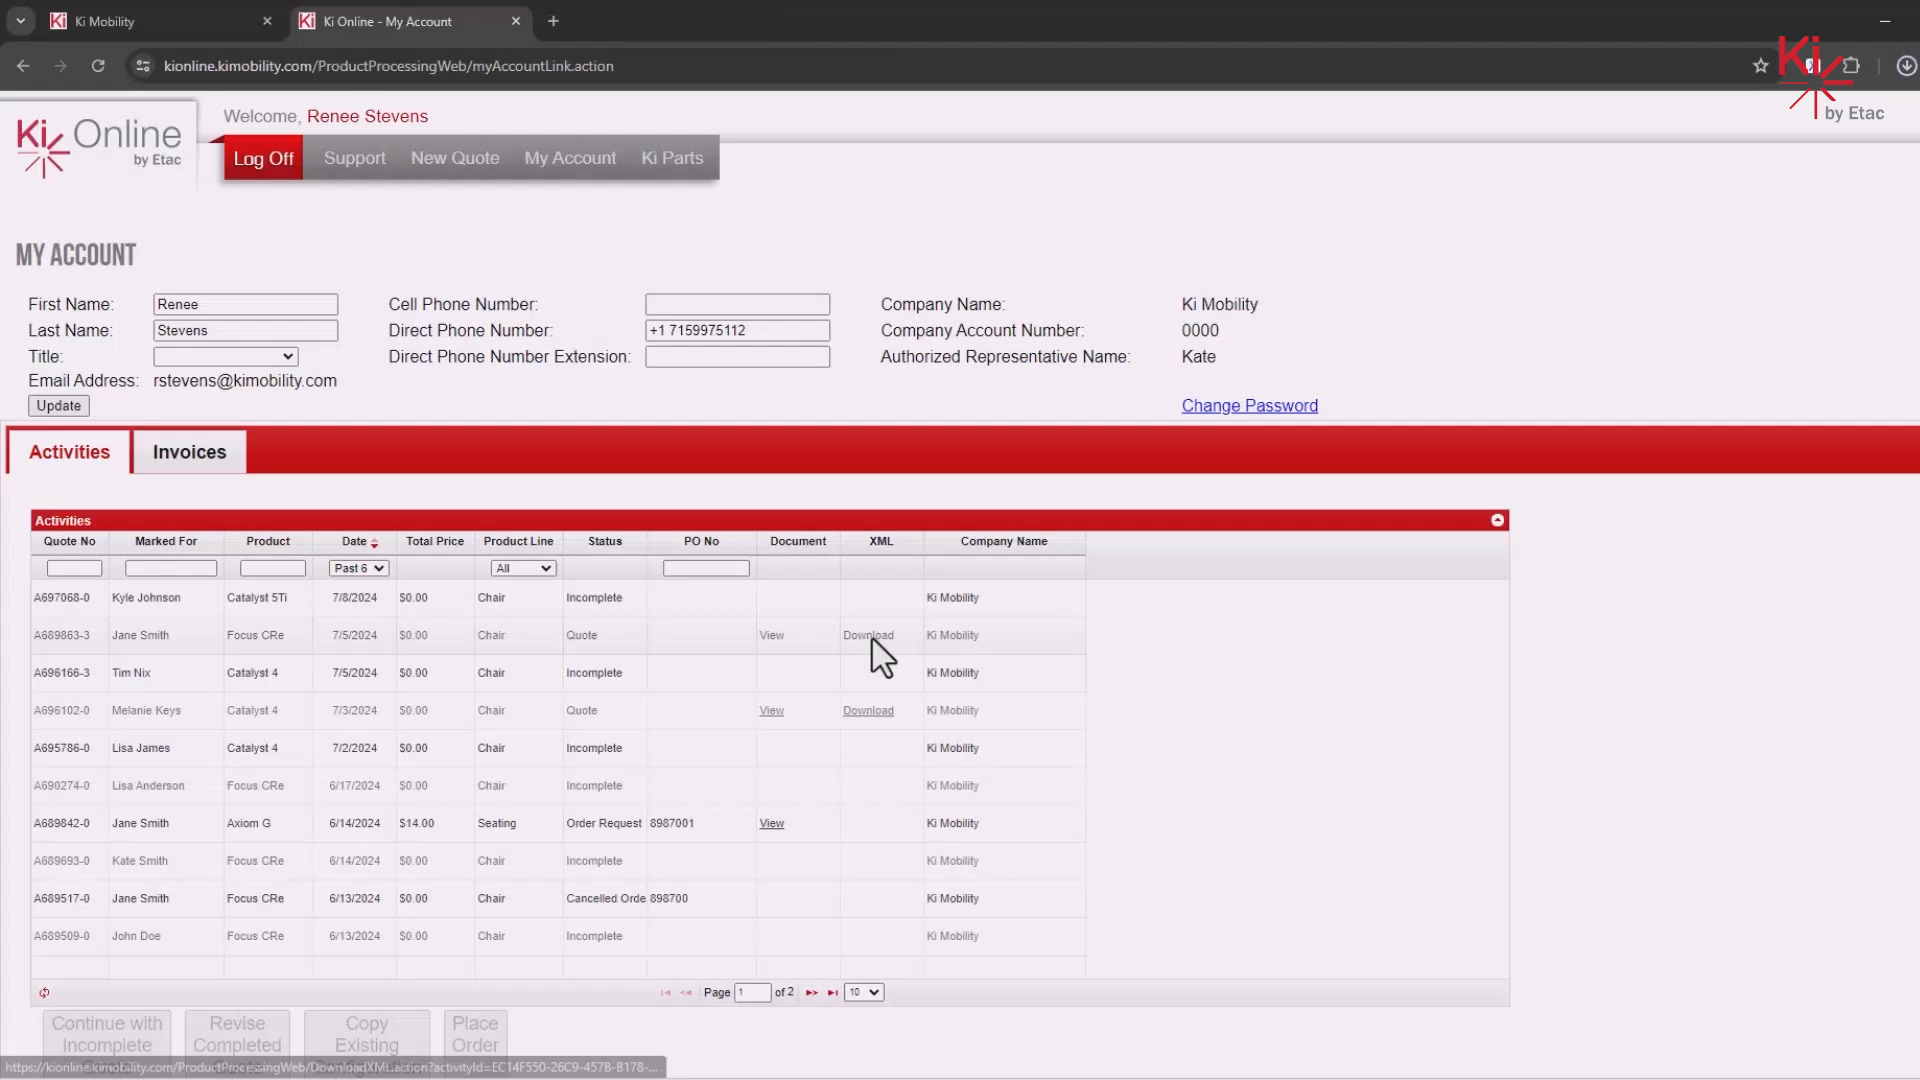 Ki Mobility
Ki Online - My Account
kionline.kimobility.com/ProductProcessingWeb/myAccountLink.action
Ki
by Etac
Ki Online
by Etac
Welcome, Renee Stevens
Log Off Support New Quote My Account Ki Parts
MY ACCOUNT
First Name: Renee Cell Phone Number: Company Name: Ki Mobility
Last Name: Stevens Direct Phone Number: +1 7159975112 Company Account Number: 0000
Title: Direct Phone Number Extension: Authorized Representative Name: Kate
Email Address: rstevens@kimobility.com
Update Change Password
Activities Invoices
Activities
Quote No Marked For Product Date Total Price Product Line Status PO No Document XML Company Name
Past 6 All
A697068-0 Kyle Johnson Catalyst 5Ti 7/8/2024 $0.00 Chair Incomplete Ki Mobility
A689863-3 Jane Smith Focus CRe 7/5/2024 $0.00 Chair Quote View Download Ki Mobility
A696166-3 Tim Nix Catalyst 4 7/5/2024 $0.00 Chair Incomplete Ki Mobility
A696102-0 Melanie Keys Catalyst 4 7/3/2024 $0.00 Chair Quote View Download Ki Mobility
A695786-0 Lisa James Catalyst 4 7/2/2024 $0.00 Chair Incomplete Ki Mobility
A690274-0 Lisa Anderson Focus CRe 6/17/2024 $0.00 Chair Incomplete Ki Mobility
A689842-0 Jane Smith Axiom G 6/14/2024 $14.00 Seating Order Request 8987001 View Ki Mobility
A689693-0 Kate Smith Focus CRe 6/14/2024 $0.00 Chair Incomplete Ki Mobility
A689517-0 Jane Smith Focus CRe 6/13/2024 $0.00 Chair Cancelled Orde 898700 Ki Mobility
A689509-0 John Doe Focus CRe 6/13/2024 $0.00 Chair Incomplete Ki Mobility
Page 1 of 2 10
Continue with Revise Copy Place
Incomplete Completed Existing Order
https://kionline.kimobility.com/ProductProcessingWeb/DownloadXML.action?activityId=EC14F550-26C9-4578-B178-...